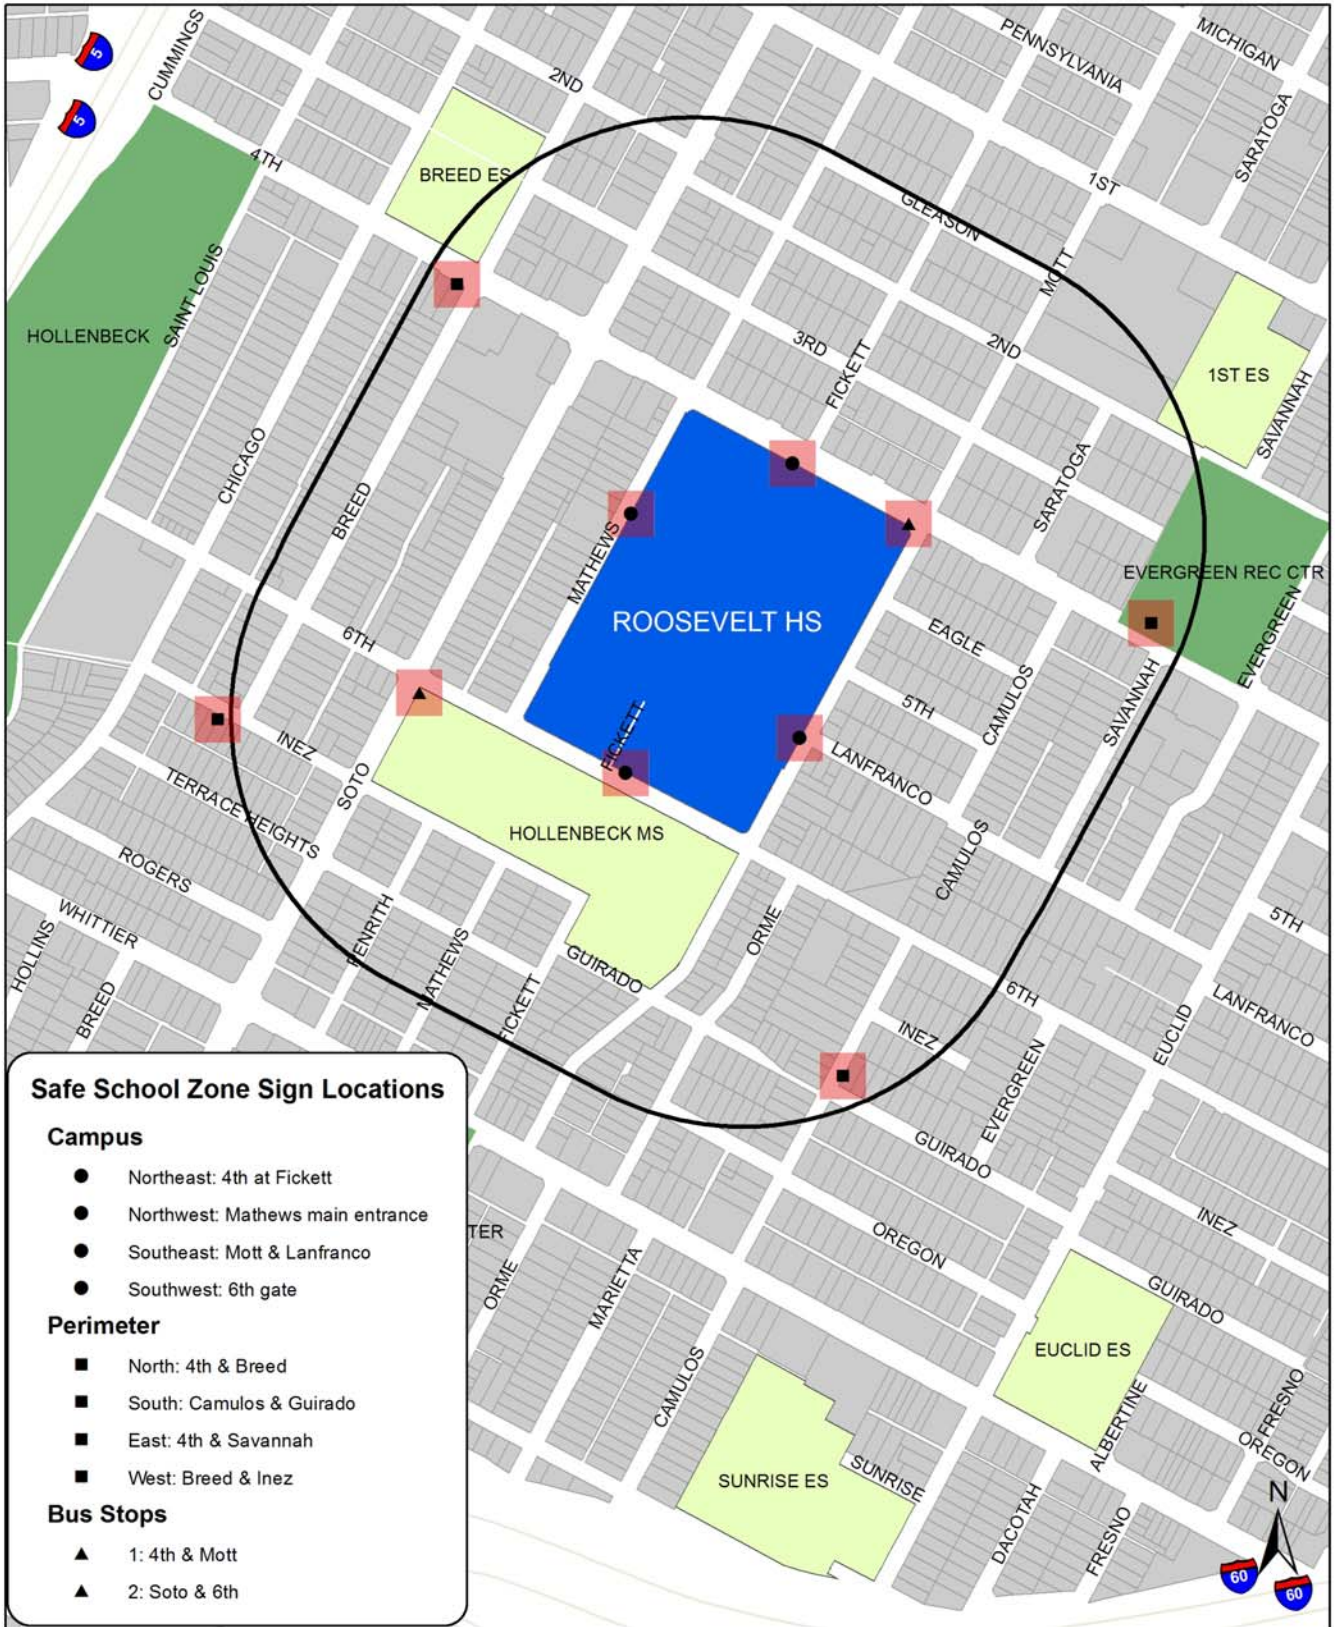 5
5
CUMMINGS
2ND
PENNSYLVANIA
MICHIGAN
SARATOGA
4TH
BREED ES
1ST
GLEASON
SAINT LOUIS
MOTT
HOLLENBECK
3RD
FICKETT
2ND
1ST ES
SAVANNAH
CHICAGO
BREED
SARATOGA
MATHEWS
EVERGREEN REC CTR
ROOSEVELT HS
EAGLE
EVERGREEN
6TH
CAMULOS
5TH
SAVANNAH
FICKETT
INEZ
LANFRANCO
SOTO
TERRACE HEIGHTS
HOLLENBECK MS
ROGERS
CAMULOS
WHITTIER
PENRITH
ORME
5TH
HOLLINS
MATHEWS
GUIRADO
6TH
LANFRANCO
BREED
FICKETT
INEZ
EUCLID
EVERGREEN
GUIRADO
INEZ
TER
OREGON
ORME
MARIETTA
GUIRADO
EUCLID ES
CAMULOS
ALBERTINE
FRESNO
OREGON
SUNRISE ES
SUNRISE
DACOTAH
FRESNO
N
60
60
Safe School Zone Sign Locations
Campus
Northeast: 4th at Fickett
Northwest: Mathews main entrance
Southeast: Mott & Lanfranco
Southwest: 6th gate
Perimeter
North: 4th & Breed
South: Camulos & Guirado
East: 4th & Savannah
West: Breed & Inez
Bus Stops
1: 4th & Mott
2: Soto & 6th